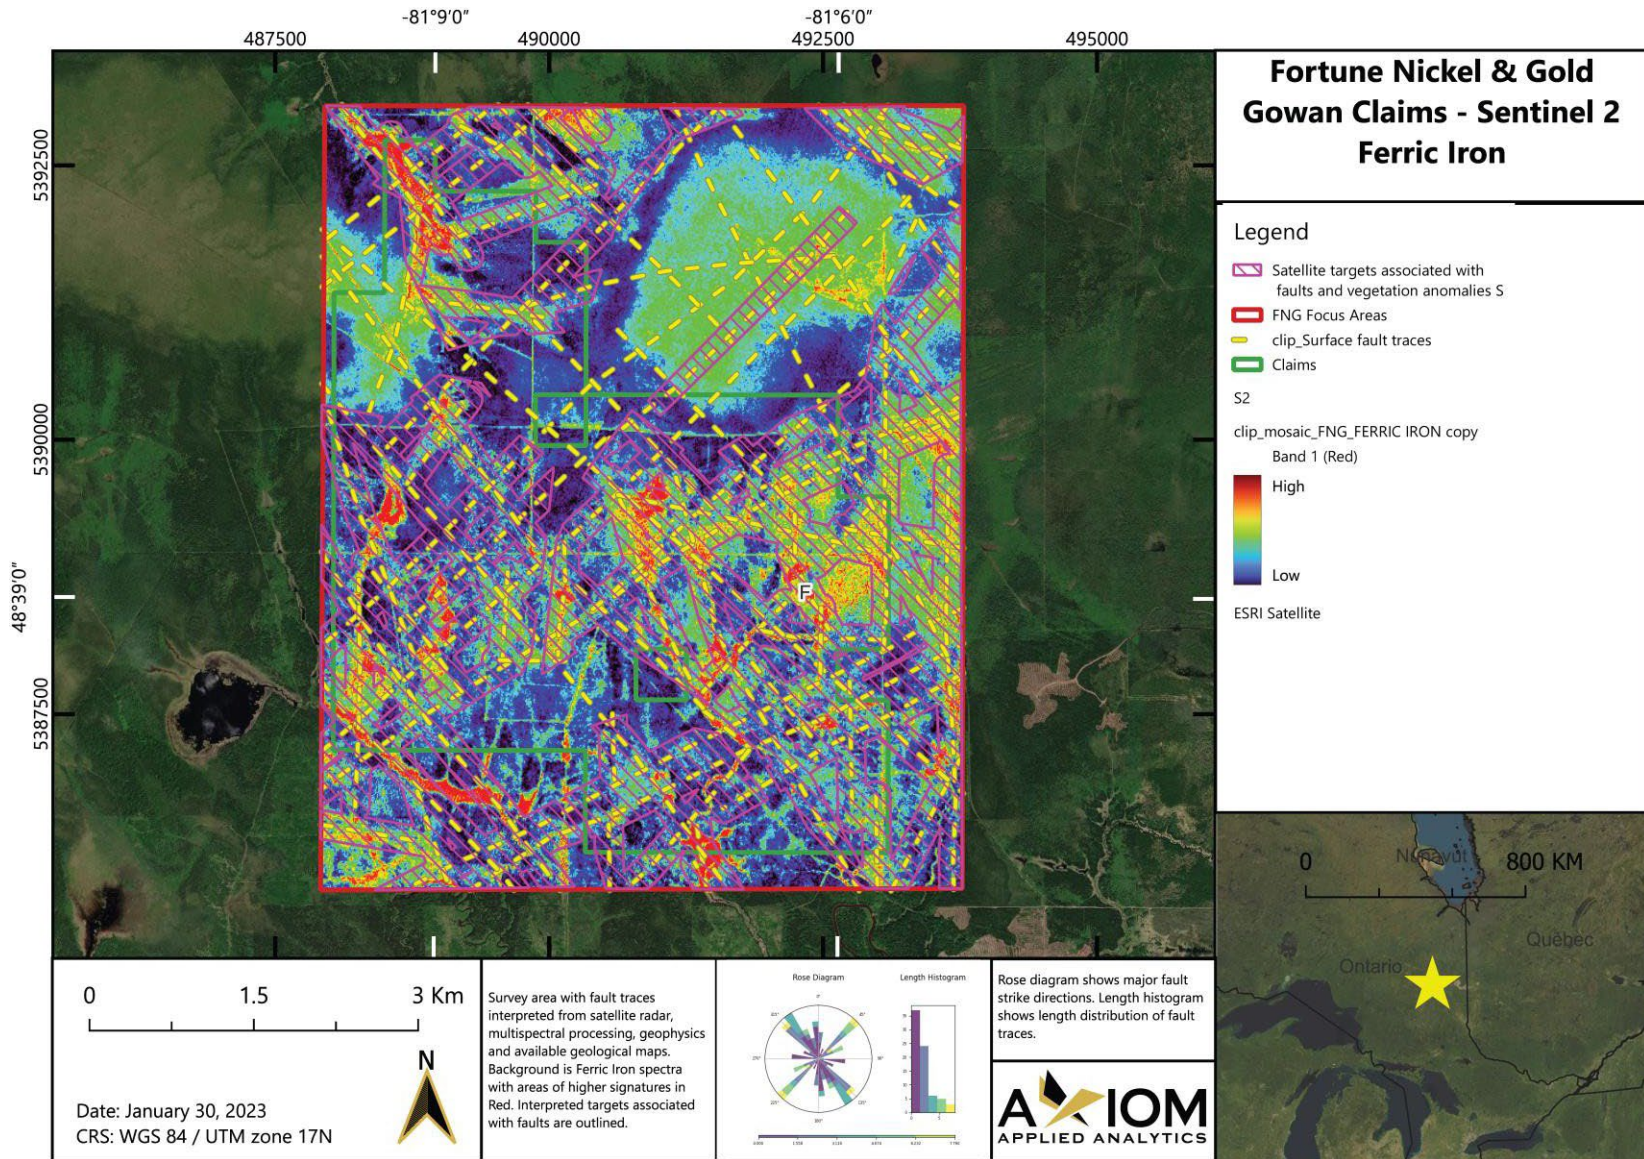 -81°9′0″
-81°6′0″
487500
490000
492500
495000
5392500
5390000
48°39′0″
5387500
F
Fortune Nickel & Gold
Gowan Claims - Sentinel 2
Ferric Iron
Legend
Satellite targets associated with
faults and vegetation anomalies S
FNG Focus Areas
clip_Surface fault traces
Claims
S2
clip_mosaic_FNG_FERRIC IRON copy
Band 1 (Red)
High
Low
ESRI Satellite
0
800 KM
Nunavut
Québec
Ontario
0
1.5
3 Km
N
Date: January 30, 2023
CRS: WGS 84 / UTM zone 17N
Survey area with fault traces
interpreted from satellite radar,
multispectral processing, geophysics
and available geological maps.
Background is Ferric Iron spectra
with areas of higher signatures in
Red. Interpreted targets associated
with faults are outlined.
Rose Diagram
Length Histogram
Rose diagram shows major fault
strike directions. Length histogram
shows length distribution of fault
traces.
AXIOM
APPLIED ANALYTICS